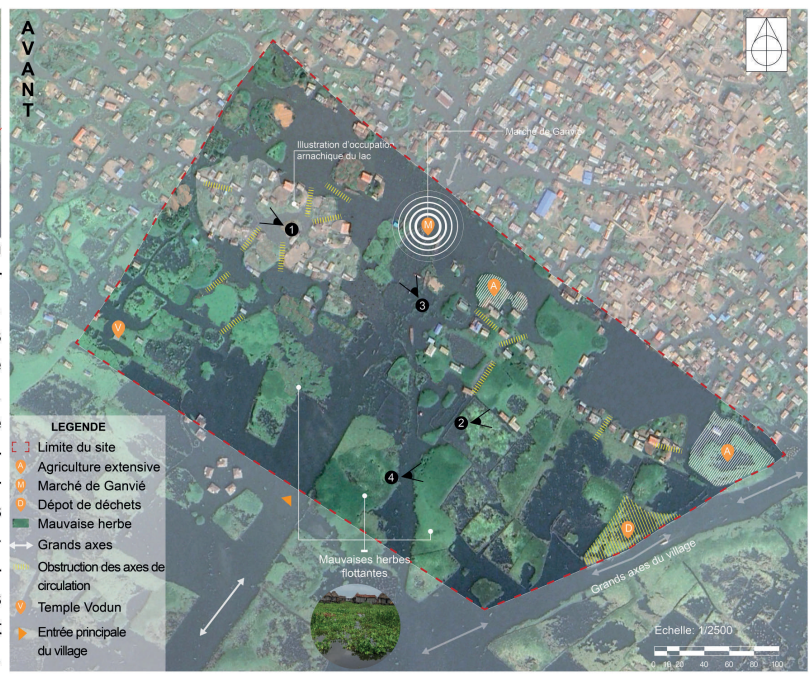 A
V
A
N
T
Illustration d'occupation
arnachique du lac
Marché de Ganvié
M
1
A
3
V
2
4
A
D
LEGENDE
Limite du site
A Agriculture extensive
M Marché de Ganvié
D Dépot de déchets
Mauvaise herbe
Grands axes
Obstruction des axes de
circulation
V Temple Vodun
Entrée principale
du village
Mauvaises herbes
flottantes
Grands axes du village
Echelle: 1/2500
0 10 20 40 60 80 100